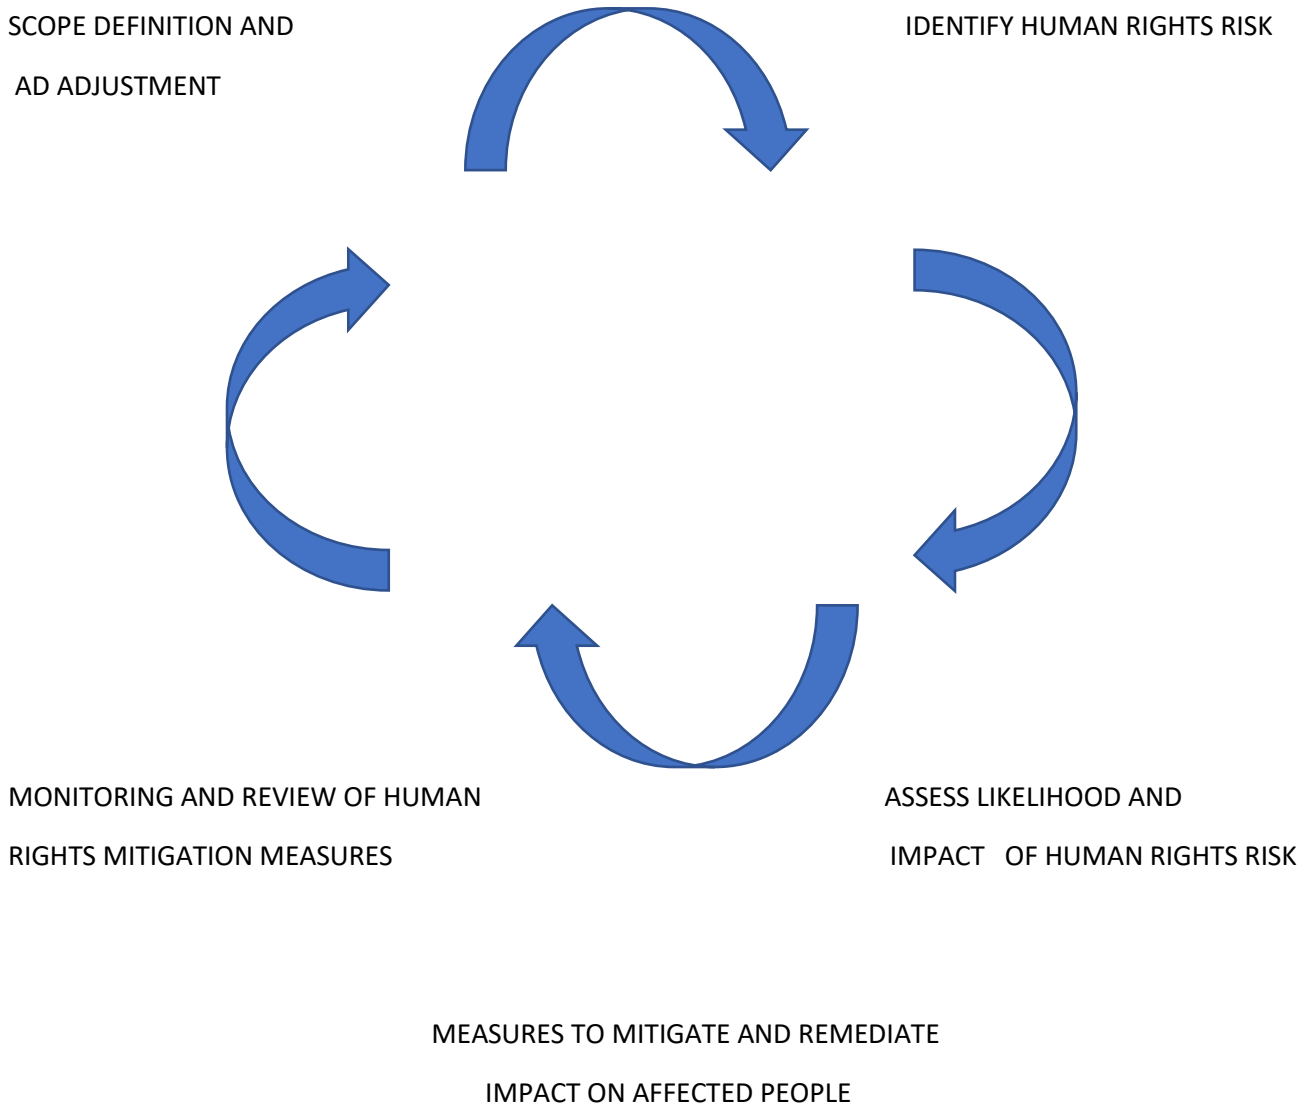 SCOPE DEFINITION AND
AD ADJUSTMENT
IDENTIFY HUMAN RIGHTS RISK
MONITORING AND REVIEW OF HUMAN
RIGHTS MITIGATION MEASURES
ASSESS LIKELIHOOD AND
IMPACT OF HUMAN RIGHTS RISK
MEASURES TO MITIGATE AND REMEDIATE
IMPACT ON AFFECTED PEOPLE